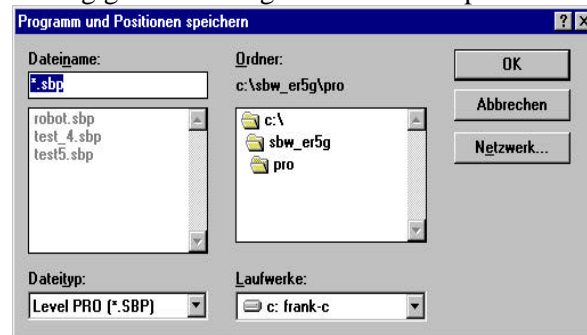 Programm und Positionen speichern
Dateiname:
*.sbp
robot.sbp
test_4.sbp
test5.sbp
Dateityp:
Level PRO (*.SBP)
Ordner:
c:\sbw_er5g\pro
c:\
sbw_er5g
pro
Laufwerke:
c: frank-c
OK
Abbrechen
Netzwerk...